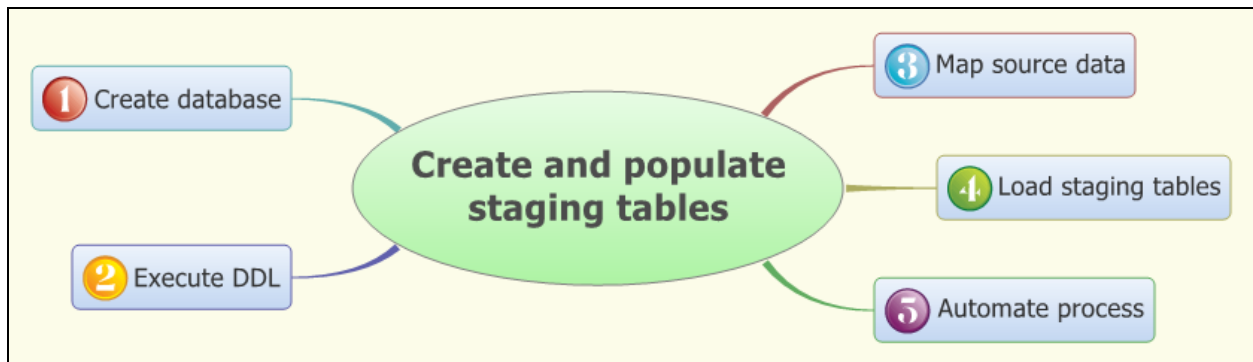 1 Create database
2 Execute DDL
Create and populate
staging tables
3 Map source data
4 Load staging tables
5 Automate process